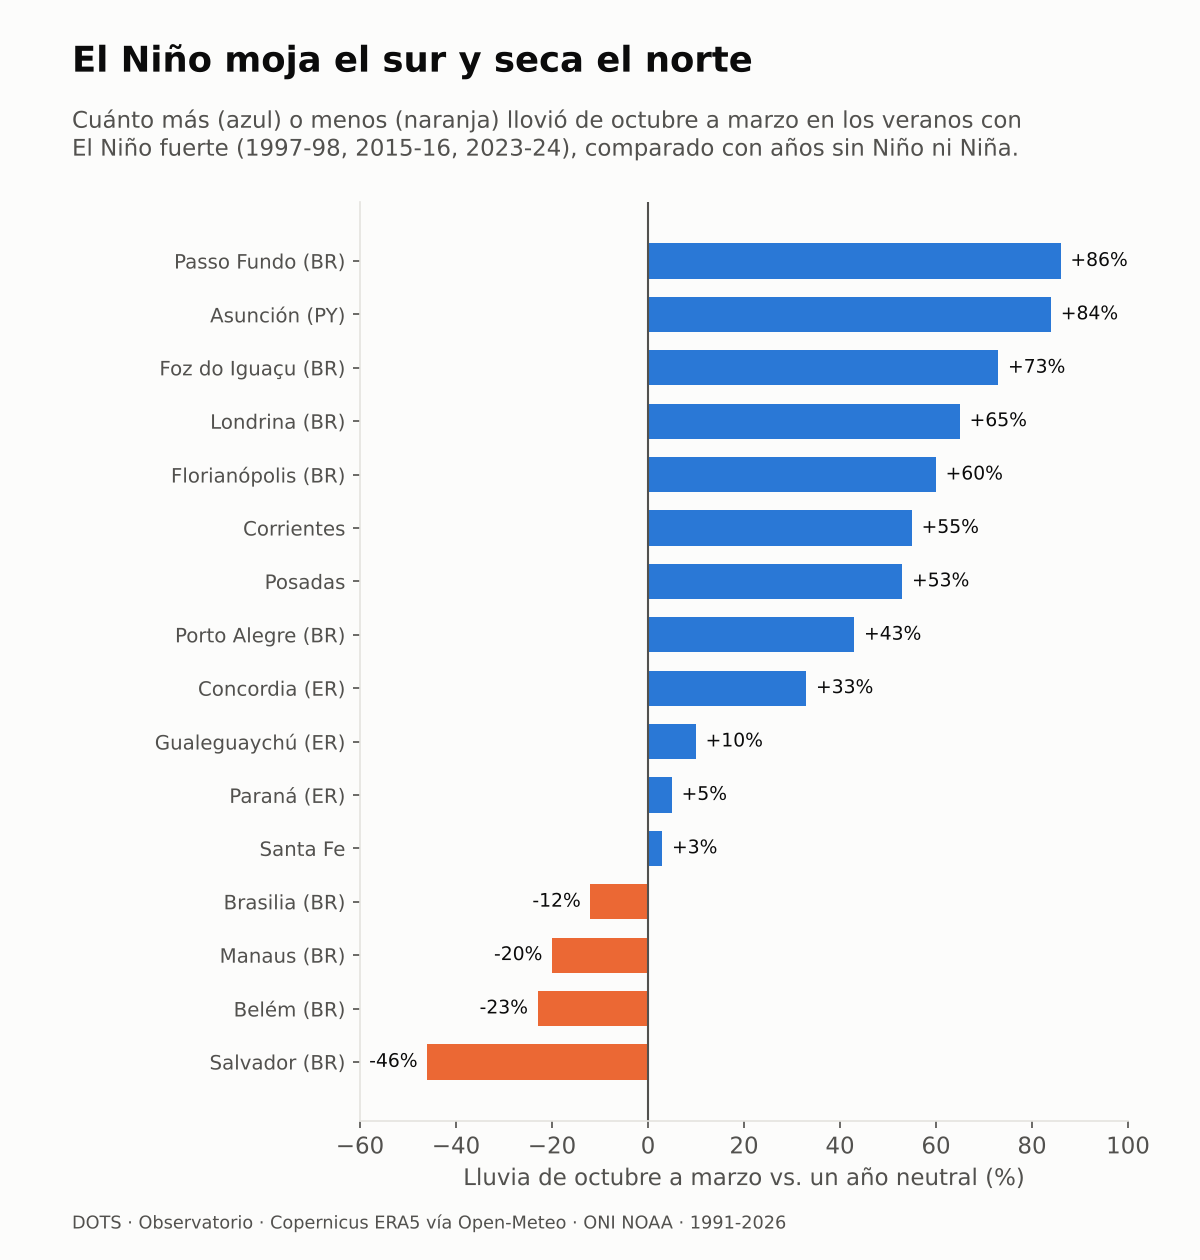 El Niño moja el sur y seca el norte
Cuánto más (azul) o menos (naranja) llovió de octubre a marzo en los veranos con
El Niño fuerte (1997-98, 2015-16, 2023-24), comparado con años sin Niño ni Niña.
Passo Fundo (BR) +86%
Asunción (PY) +84%
Foz do Iguaçu (BR) +73%
Londrina (BR) +65%
Florianópolis (BR) +60%
Corrientes +55%
Posadas +53%
Porto Alegre (BR) +43%
Concordia (ER) +33%
Gualeguaychú (ER) +10%
Paraná (ER) +5%
Santa Fe +3%
Brasilia (BR) -12%
Manaus (BR) -20%
Belém (BR) -23%
Salvador (BR) -46%
−60 −40 −20 0 20 40 60 80 100
Lluvia de octubre a marzo vs. un año neutral (%)
DOTS · Observatorio · Copernicus ERA5 vía Open-Meteo · ONI NOAA · 1991-2026